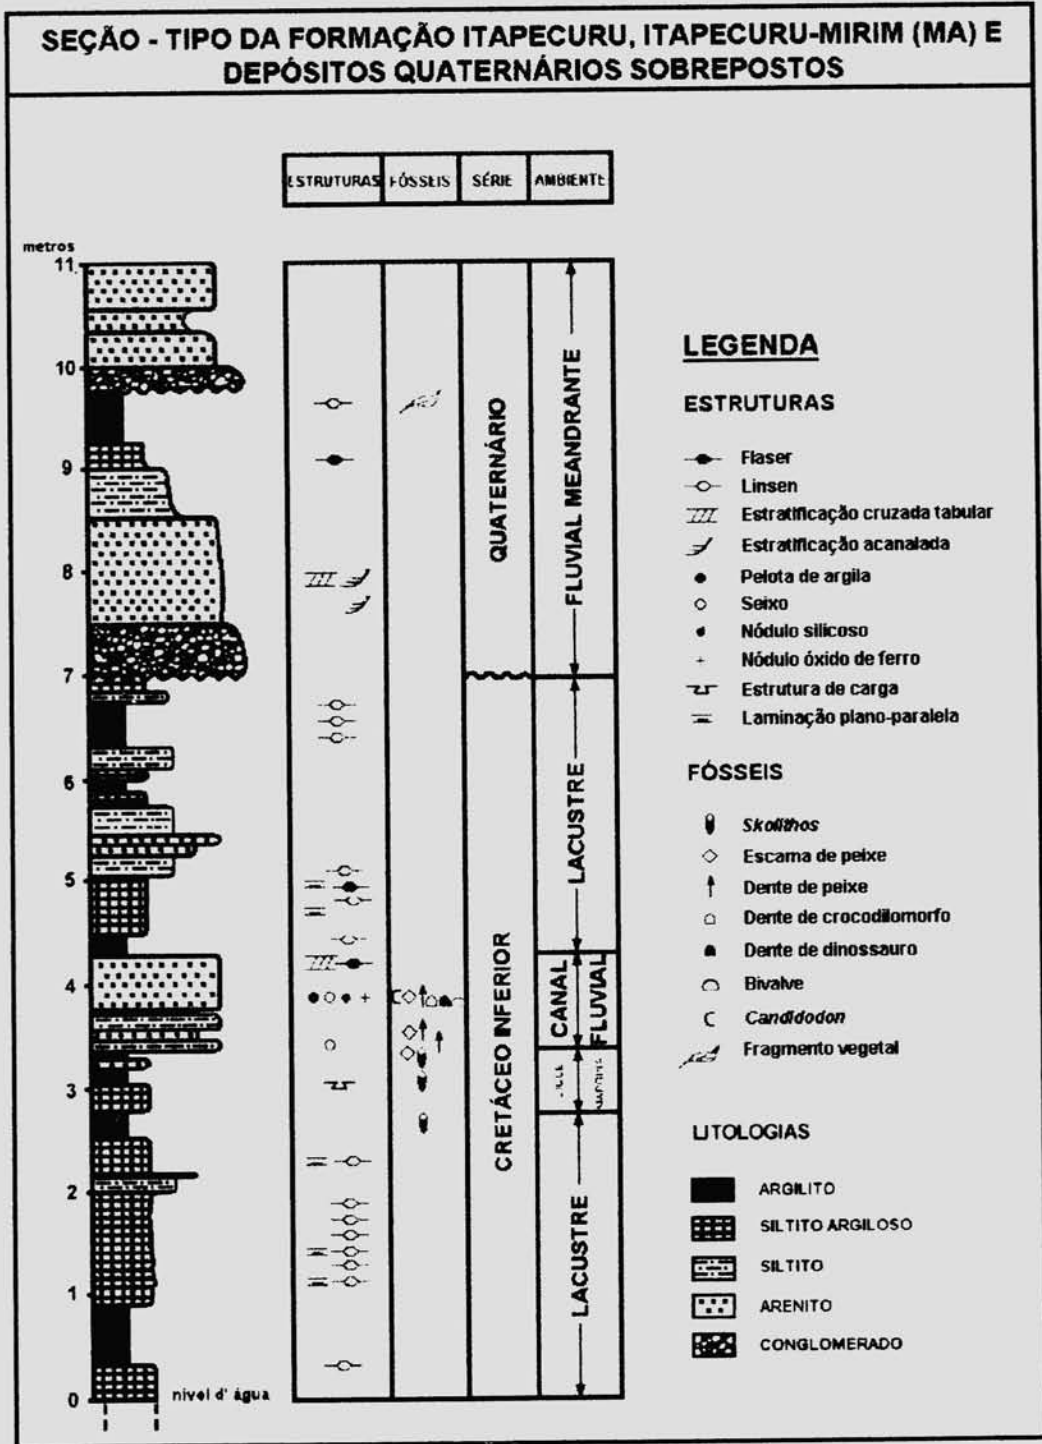 SEÇÃO - TIPO DA FORMAÇÃO ITAPECURU, ITAPECURU-MIRIM (MA) E
DEPÓSITOS QUATERNÁRIOS SOBREPOSTOS
ESTRUTURAS FÓSSEIS SÉRIE AMBIENTE
metros
11
10
9
8
7
6
5
4
3
2
1
0
nível d' água
QUATERNÁRIO
CRETÁCEO INFERIOR
FLUVIAL MEANDRANTE
LACUSTRE
CANAL
FLUVIAL
LACUSTRE
LEGENDA
ESTRUTURAS
Flaser
Linsen
Estratificação cruzada tabular
Estratificação acanalada
Pelota de argila
Seixo
Nódulo silicoso
Nódulo óxido de ferro
Estrutura de carga
Laminação plano-paralela
FÓSSEIS
Skolithos
Escama de peixe
Dente de peixe
Dente de crocodilomorfo
Dente de dinossauro
Bivalve
Candidodon
Fragmento vegetal
LITOLOGIAS
ARGILITO
SILTITO ARGILOSO
SILTITO
ARENITO
CONGLOMERADO